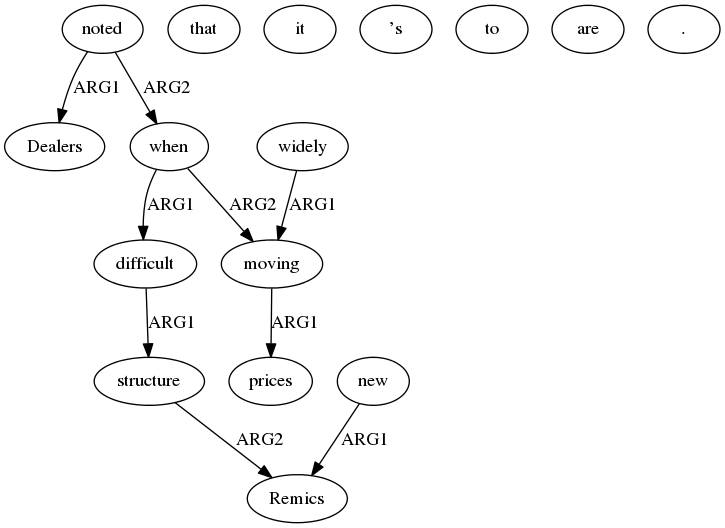 noted that it ’s to are .
ARG1 ARG2
Dealers when widely
ARG1 ARG2 ARG1
difficult moving
ARG1 ARG1
structure prices new
ARG2 ARG1
Remics